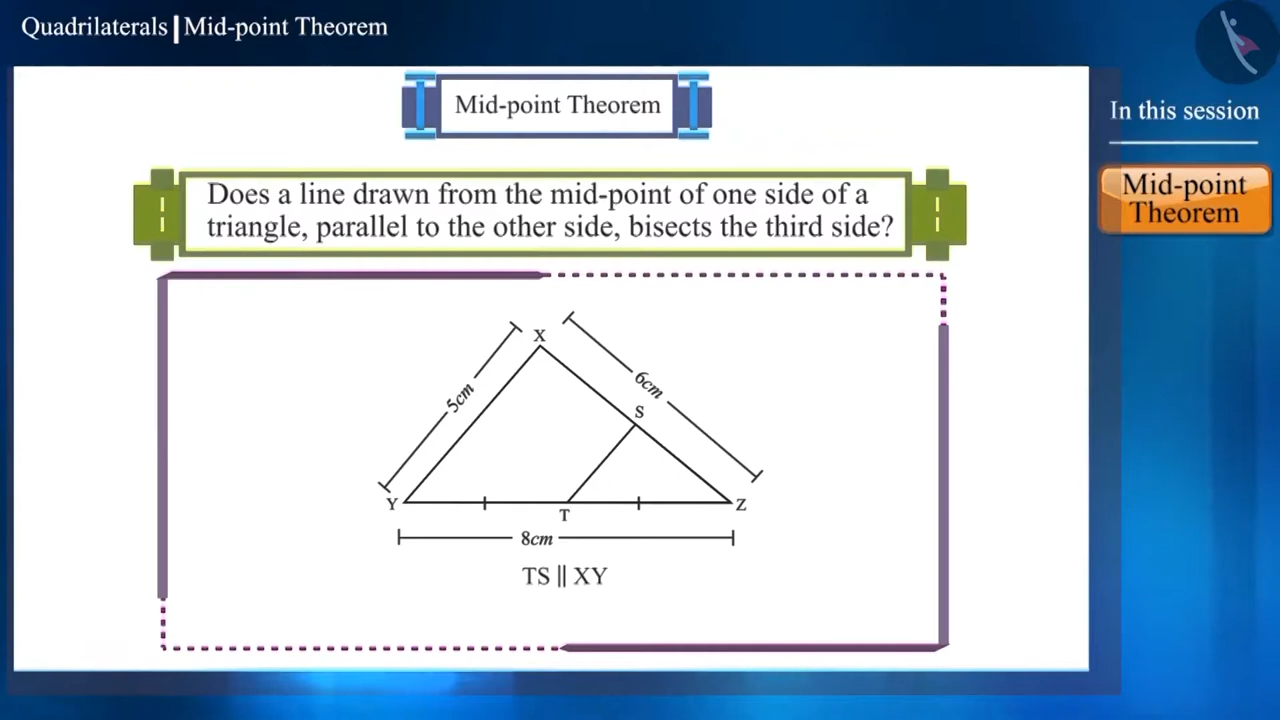 Quadrilaterals | Mid-point Theorem
Mid-point Theorem
In this session
Mid-point
Theorem
Does a line drawn from the mid-point of one side of a
triangle, parallel to the other side, bisects the third side?
X
5cm
6cm
S
Y
T
Z
8cm
TS || XY